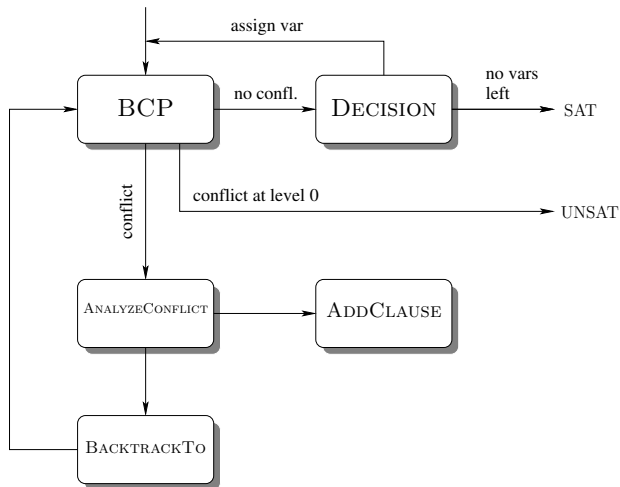 assign var
BCP
no confl.
DECISION
no vars
left
SAT
conflict
conflict at level 0
UNSAT
ANALYZECONFLICT
ADDCLAUSE
BACKTRACKTO